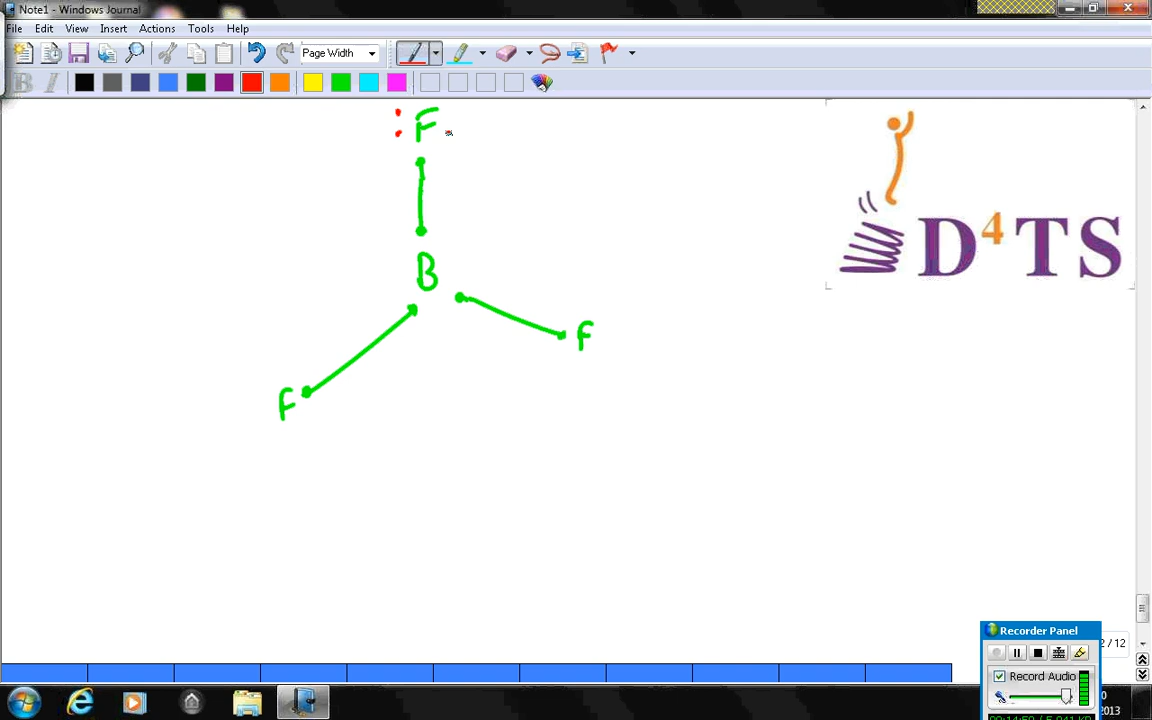 Note1 - Windows Journal
File Edit View Insert Actions Tools Help
Page Width
B I
: F
B
F
F
D4TS
Recorder Panel
2 / 12
Record Audio
2013